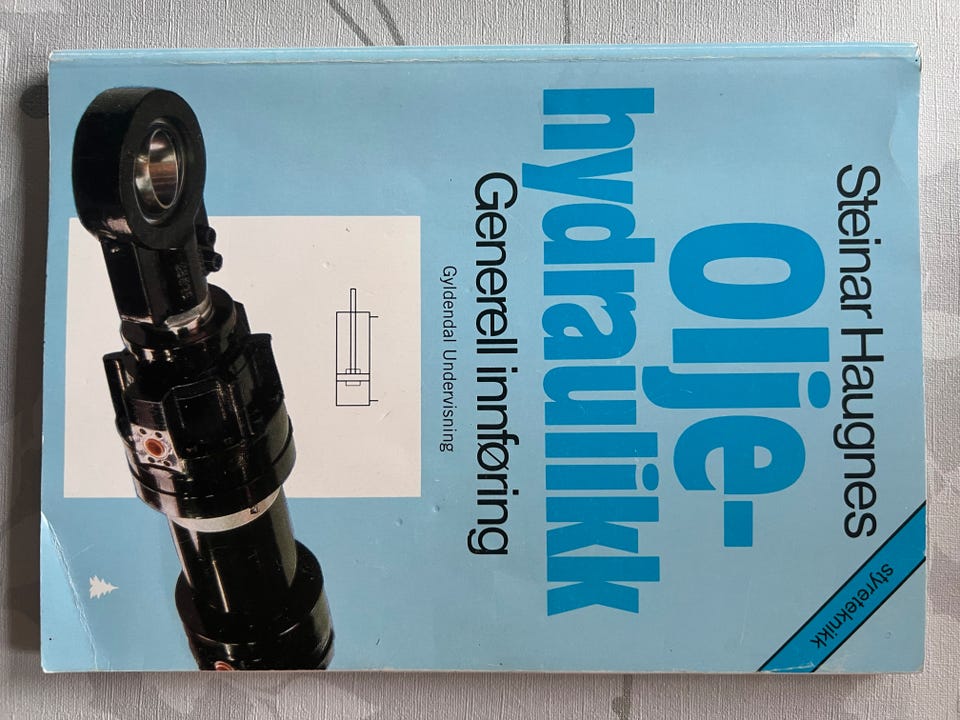 Steinar Haugnes
Olje-
hydraulikk
Generell innføring
Gyldendal Undervisning
styreteknikk